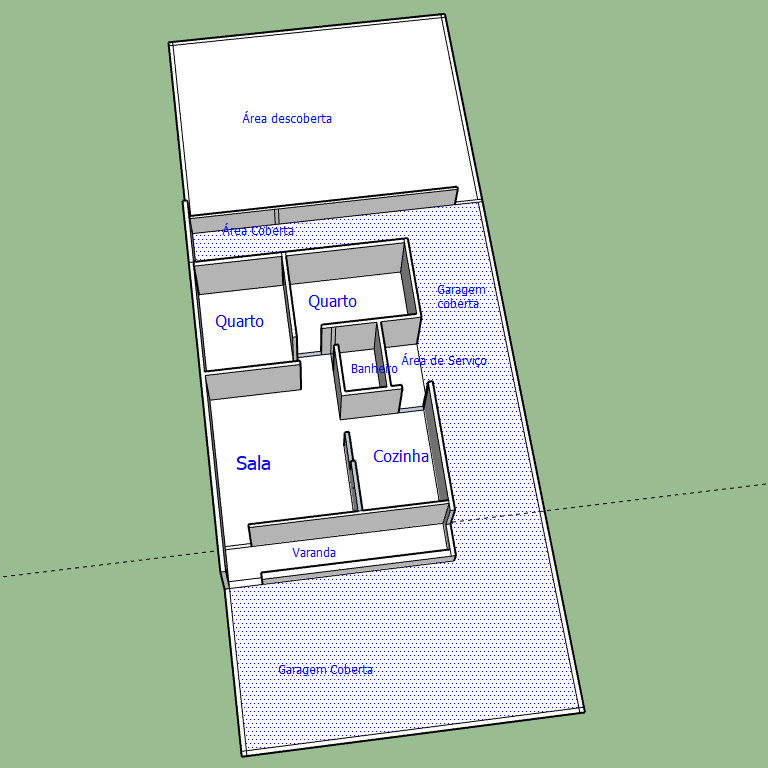 Área descoberta
Área Coberta
Garagem
coberta
Quarto
Quarto
Banheiro
Área de Serviço
Sala
Cozinha
Varanda
Garagem Coberta